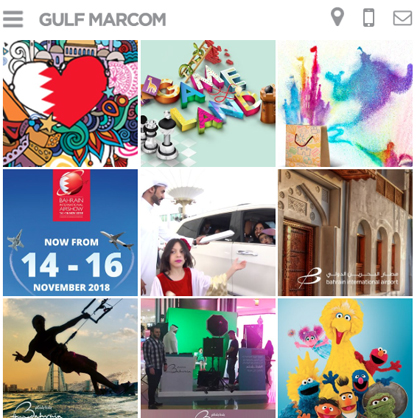 GULF MARCOM
GAME
LAND
BAHRAIN
INTERNATIONAL
AIRSHOW
NOW FROM
14 - 16
NOVEMBER 2018
مطار البحرين الدولي
bahrain international airport